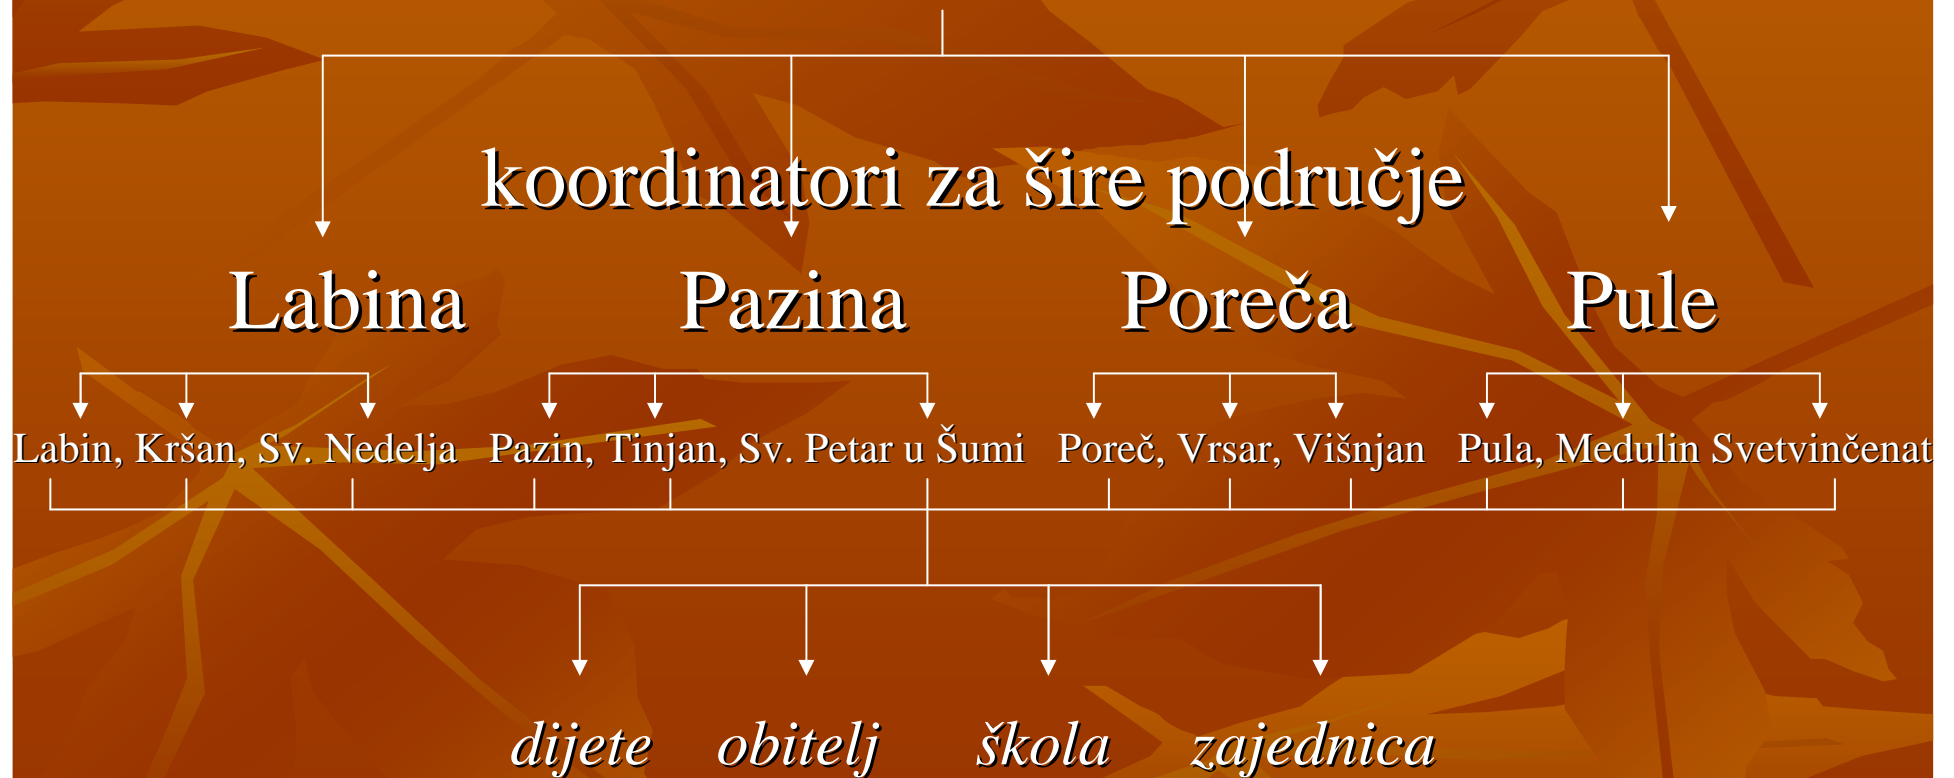 koordinatori za šire područje
Labina Pazina Poreča Pule
Labin, Kršan, Sv. Nedelja Pazin, Tinjan, Sv. Petar u Šumi Poreč, Vrsar, Višnjan Pula, Medulin Svetvinčenat
dijete obitelj škola zajednica